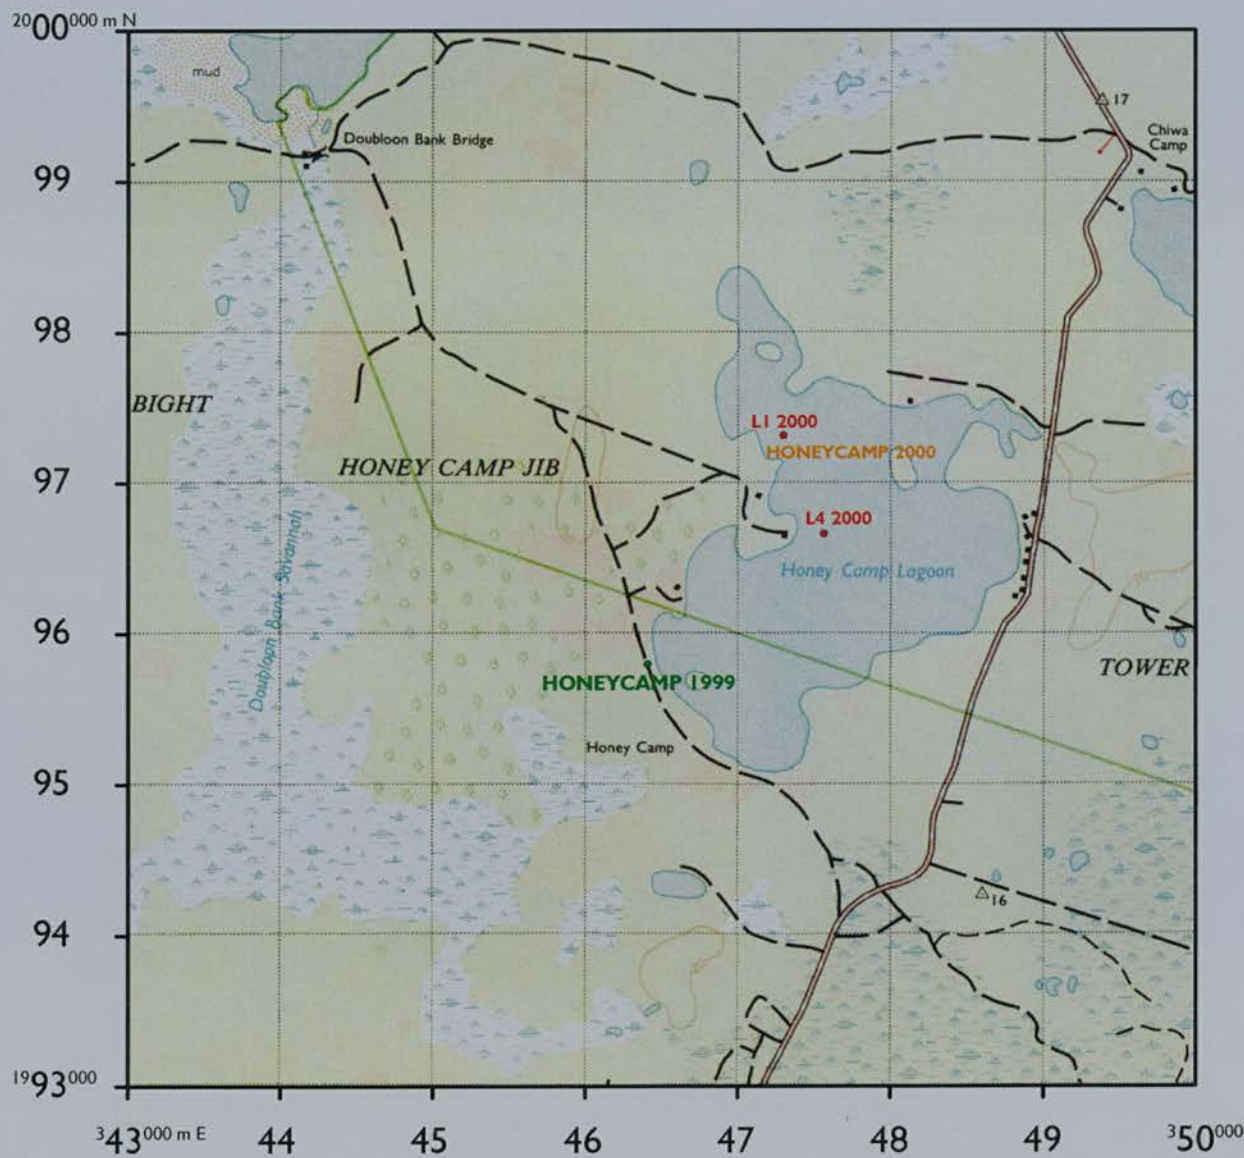 2000000 m N
mud
17
Doubloon Bank Bridge
Chiwa
Camp
99
98
BIGHT
L1 2000
HONEYCAMP 2000
HONEY CAMP JIB
97
L4 2000
Doubloon Bank Savannah
Honey Camp Lagoon
96
TOWER
HONEYCAMP 1999
Honey Camp
95
16
94
1993000
343000 m E
44
45
46
47
48
49
350000